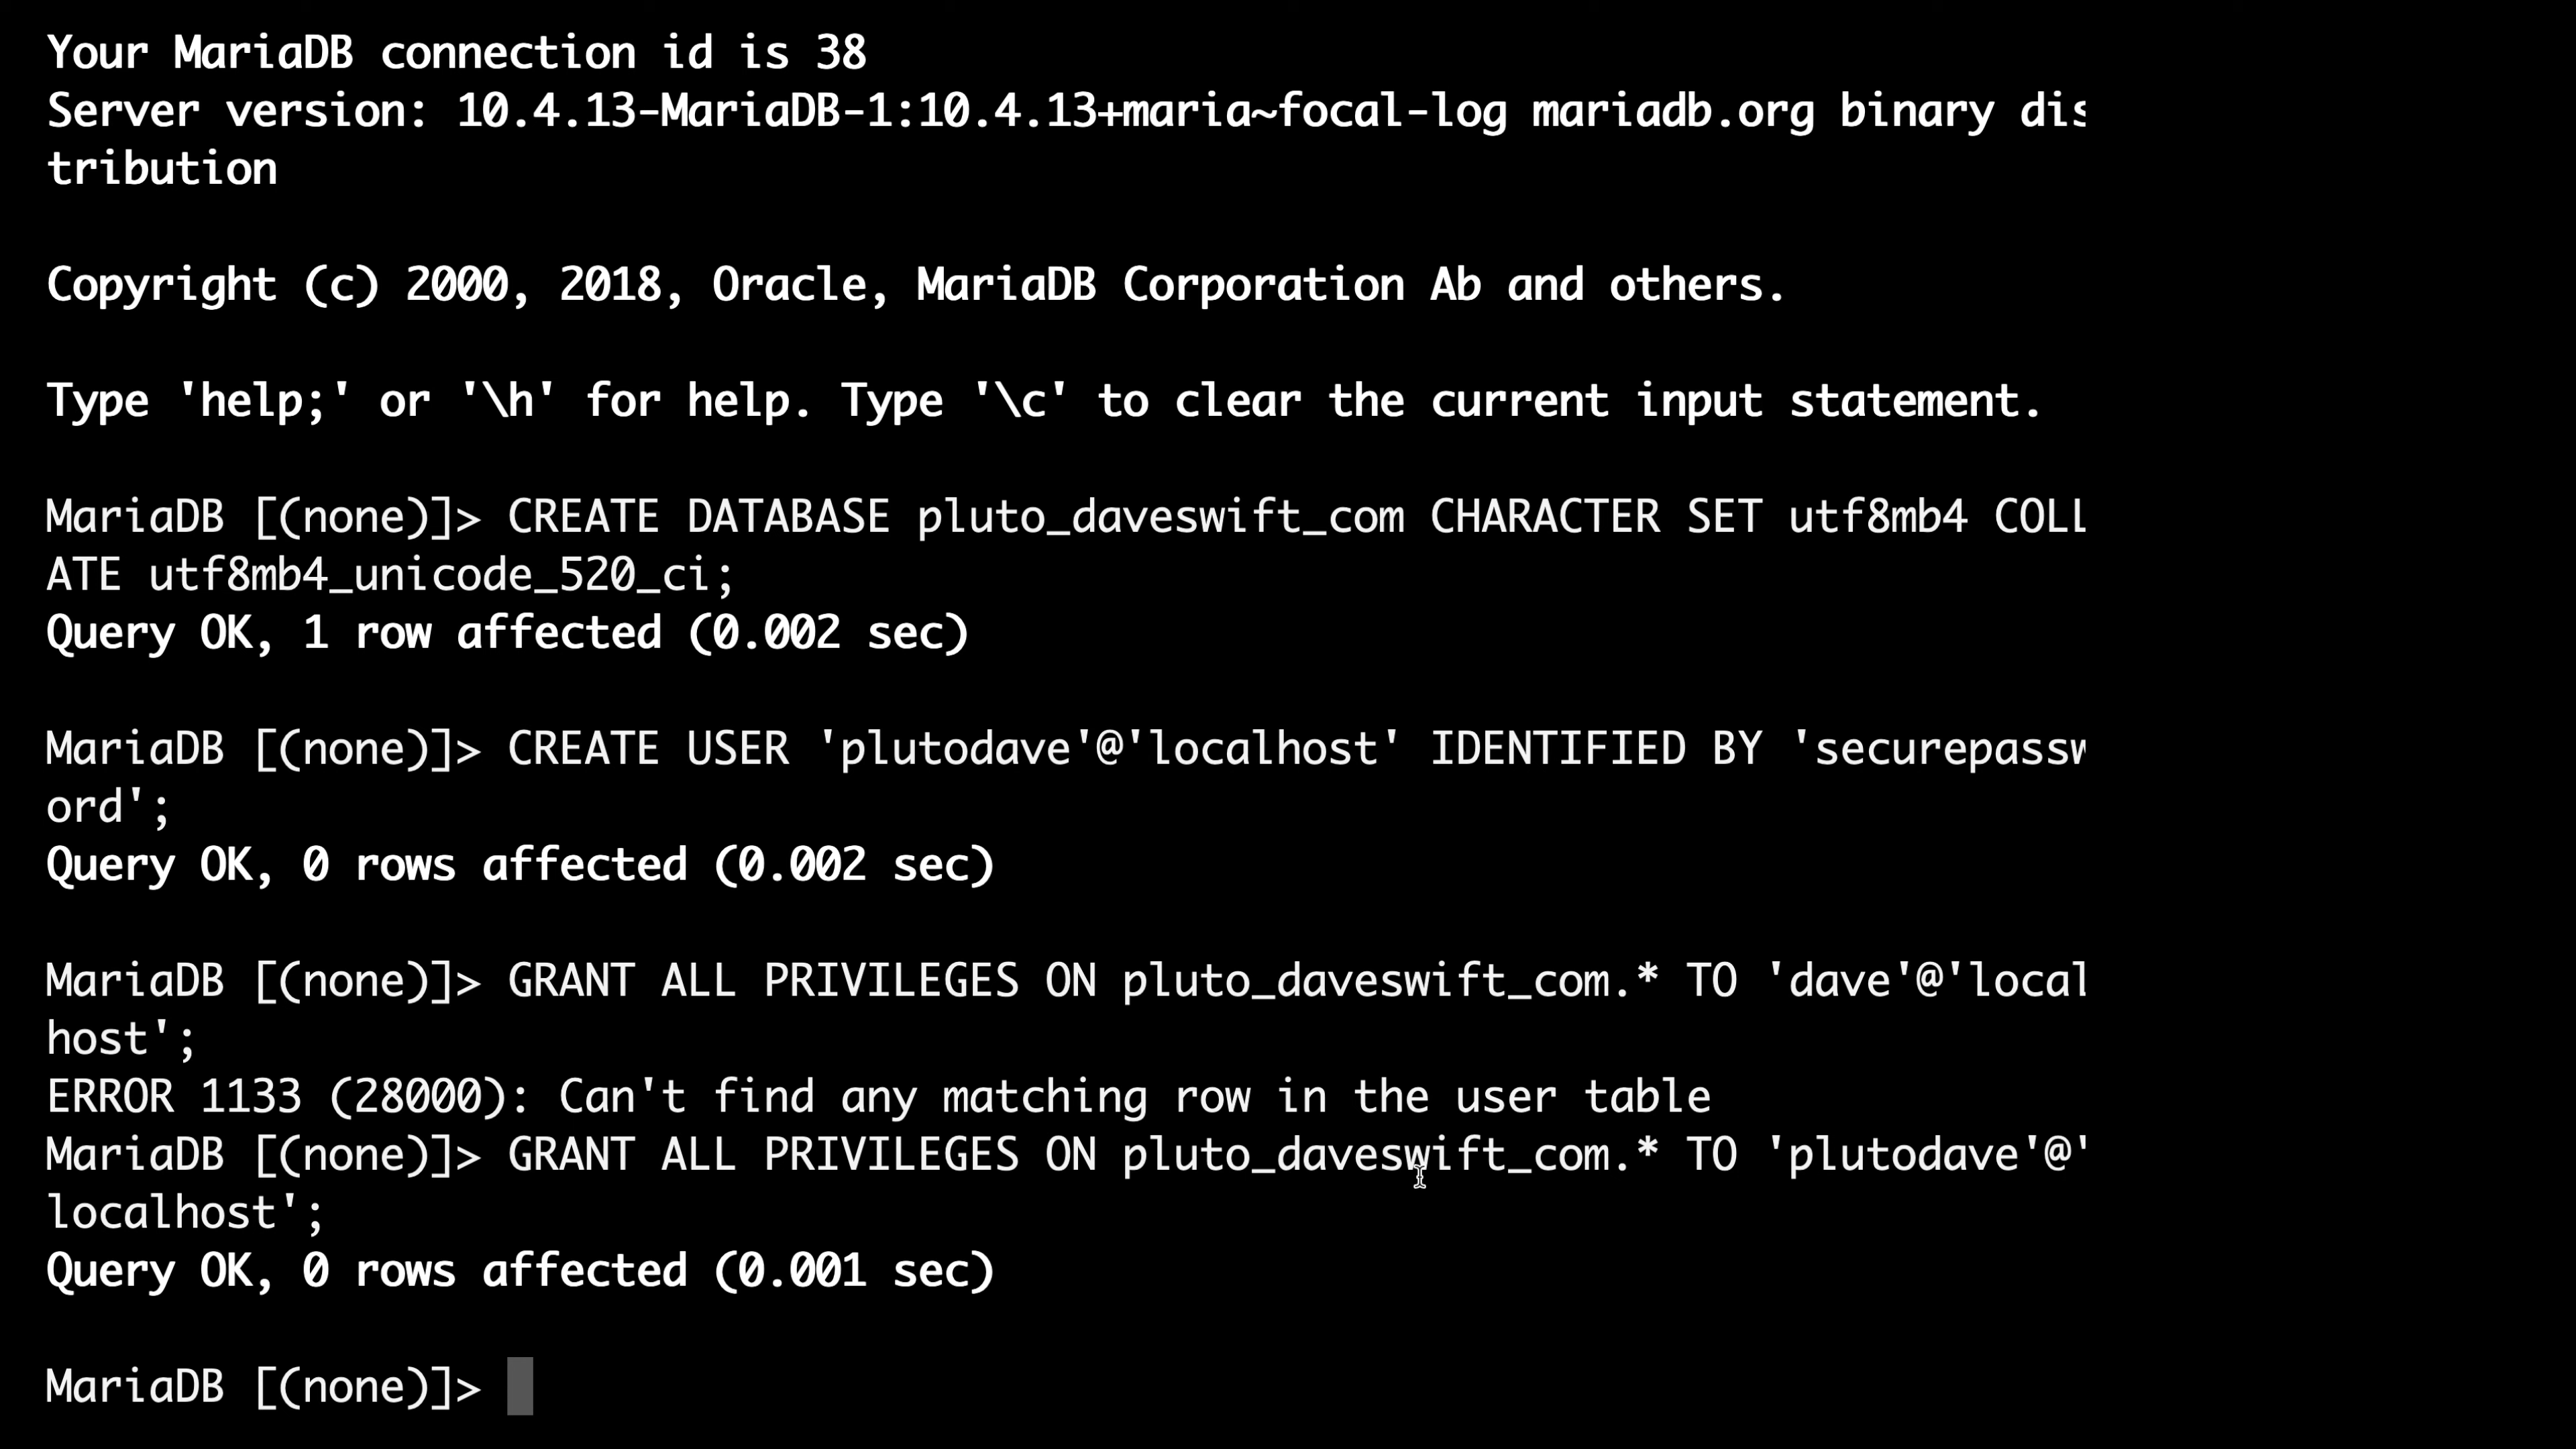 Your MariaDB connection id is 38
Server version: 10.4.13-MariaDB-1:10.4.13+maria~focal-log mariadb.org binary dis
tribution
Copyright (c) 2000, 2018, Oracle, MariaDB Corporation Ab and others.
Type 'help;' or '\h' for help. Type '\c' to clear the current input statement.
MariaDB [(none)]> CREATE DATABASE pluto_daveswift_com CHARACTER SET utf8mb4 COLL
ATE utf8mb4_unicode_520_ci;
Query OK, 1 row affected (0.002 sec)
MariaDB [(none)]> CREATE USER 'plutodave'@'localhost' IDENTIFIED BY 'securepassw
ord';
Query OK, 0 rows affected (0.002 sec)
MariaDB [(none)]> GRANT ALL PRIVILEGES ON pluto_daveswift_com.* TO 'dave'@'local
host';
ERROR 1133 (28000): Can't find any matching row in the user table
MariaDB [(none)]> GRANT ALL PRIVILEGES ON pluto_daveswift_com.* TO 'plutodave'@'
localhost';
Query OK, 0 rows affected (0.001 sec)
MariaDB [(none)]>